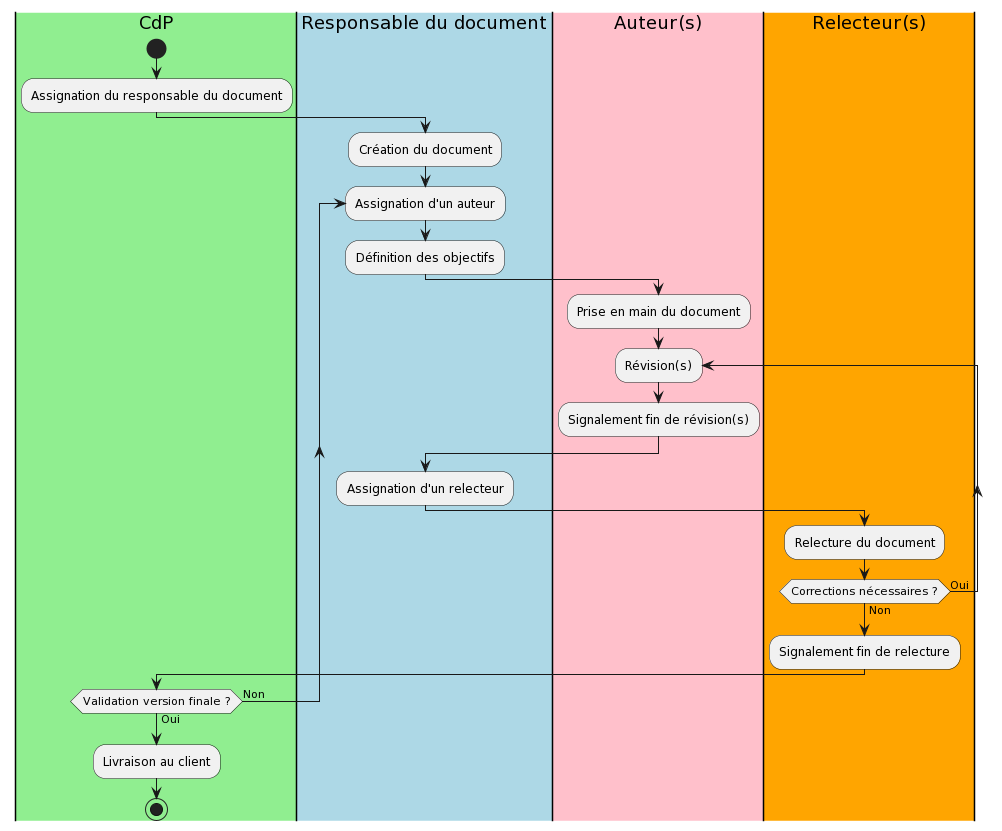 CdP
Responsable du document
Auteur(s)
Relecteur(s)
Assignation du responsable du document
Création du document
Assignation d'un auteur
Définition des objectifs
Prise en main du document
Révision(s)
Signalement fin de révision(s)
Assignation d'un relecteur
Relecture du document
Corrections nécessaires ?
Oui
Non
Signalement fin de relecture
Validation version finale ?
Non
Oui
Livraison au client